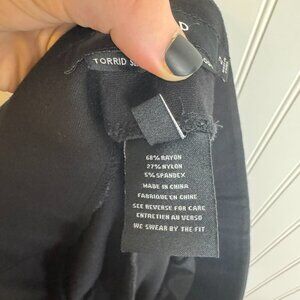 D
TORRID S
68% RAYON
27% NYLON
5% SPANDEX
MADE IN CHINA
FABRIQUE EN CHINE
SEE REVERSE FOR CARE
ENTRETIEN AU VERSO
WE SWEAR BY THE FIT